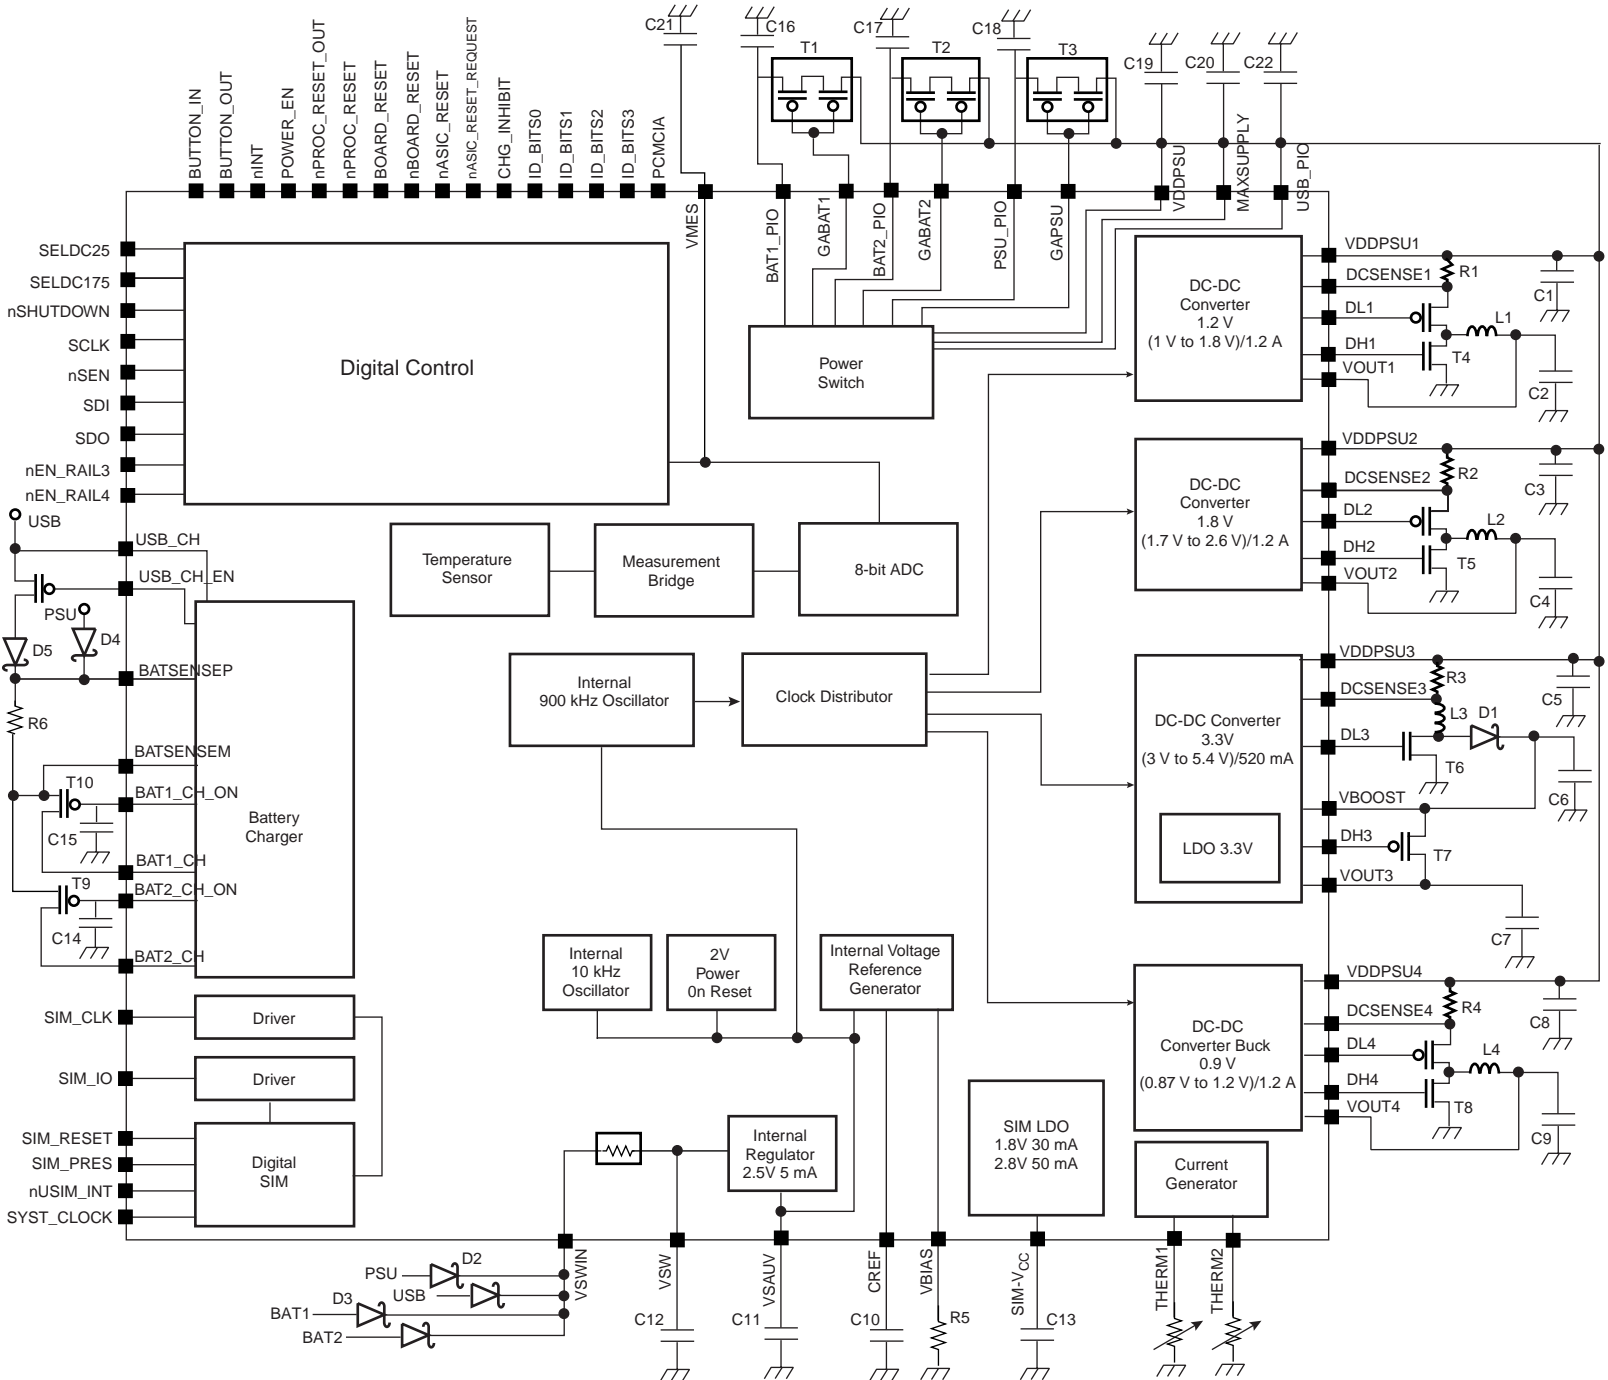 C21
C16
C17
C18
T1
T2
T3
C19
C20
C22
BUTTON_IN
BUTTON_OUT
nINT
POWER_EN
nPROC_RESET_OUT
nPROC_RESET
BOARD_RESET
nBOARD_RESET
nASIC_RESET
nASIC_RESET_REQUEST
CHG_INHIBIT
ID_BITS0
ID_BITS1
ID_BITS2
ID_BITS3
PCMCIA
VMES
BAT1_PIO
GABAT1
BAT2_PIO
GABAT2
PSU_PIO
GAPSU
VDDPSU
MAXSUPPLY
USB_PIO
SELDC25
SELDC175
nSHUTDOWN
SCLK
nSEN
SDI
SDO
nEN_RAIL3
nEN_RAIL4
Digital Control
Power
Switch
DC-DC
Converter
1.2 V
(1 V to 1.8 V)/1.2 A
VDDPSU1
DCSENSE1
R1
C1
DL1
L1
DH1
T4
VOUT1
C2
DC-DC
Converter
1.8 V
(1.7 V to 2.6 V)/1.2 A
VDDPSU2
DCSENSE2
R2
C3
DL2
L2
DH2
T5
VOUT2
C4
USB
USB_CH
USB_CH_EN
PSU
D5
D4
BATSENSEP
R6
BATSENSEM
T10
BAT1_CH_ON
C15
BAT1_CH
T9
BAT2_CH_ON
C14
BAT2_CH
Battery
Charger
Temperature
Sensor
Measurement
Bridge
8-bit ADC
Internal
900 kHz Oscillator
Clock Distributor
DC-DC Converter
3.3V
(3 V to 5.4 V)/520 mA
LDO 3.3V
VDDPSU3
R3
DCSENSE3
L3
D1
C5
DL3
T6
VBOOST
C6
DH3
T7
VOUT3
C7
Internal
10 kHz
Oscillator
2V
Power
0n Reset
Internal Voltage
Reference
Generator
DC-DC
Converter Buck
0.9 V
(0.87 V to 1.2 V)/1.2 A
VDDPSU4
DCSENSE4
R4
C8
DL4
L4
DH4
T8
VOUT4
C9
SIM_CLK
Driver
SIM_IO
Driver
SIM_RESET
SIM_PRES
nUSIM_INT
SYST_CLOCK
Digital
SIM
Internal
Regulator
2.5V 5 mA
SIM LDO
1.8V 30 mA
2.8V 50 mA
Current
Generator
VSWIN
VSW
VSAUV
CREF
VBIAS
SIM-VCC
THERM1
THERM2
PSU
D2
USB
D3
BAT1
BAT2
C12
C11
C10
R5
C13